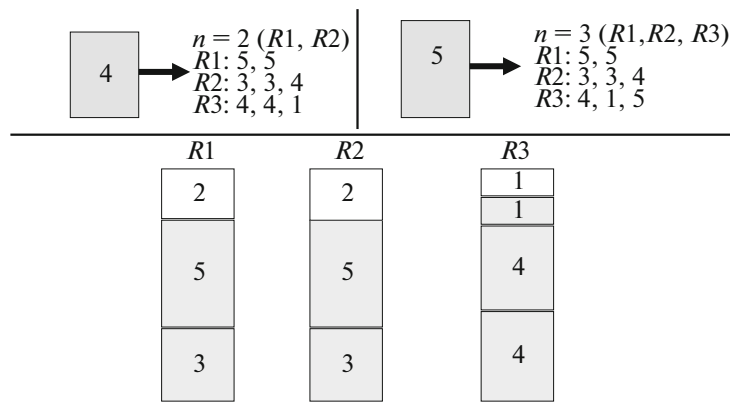 4
n = 2 (R1, R2)
R1: 5, 5
R2: 3, 3, 4
R3: 4, 4, 1
5
n = 3 (R1,R2, R3)
R1: 5, 5
R2: 3, 3, 4
R3: 4, 1, 5
R1 R2 R3
2 2 1
1
5 5 4
3 3 4